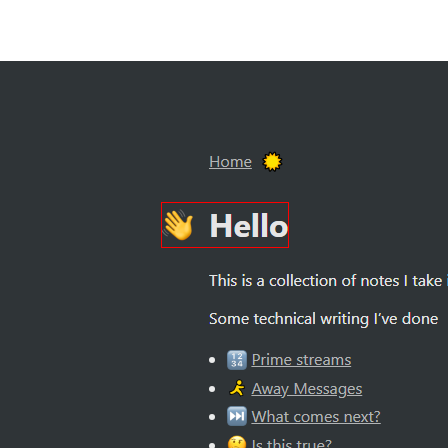 Home
👋 Hello
This is a collection of notes I take
Some technical writing I've done
• 🔢 Prime streams
• Away Messages
• ⏭️ What comes next?
• 🤔 Is this true?